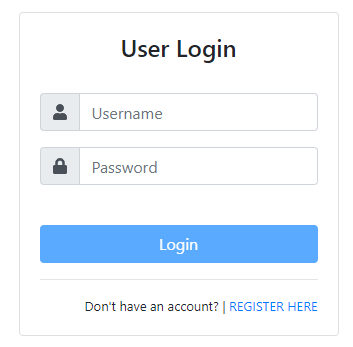 User Login
Username
Password
Login
Don't have an account? | REGISTER HERE